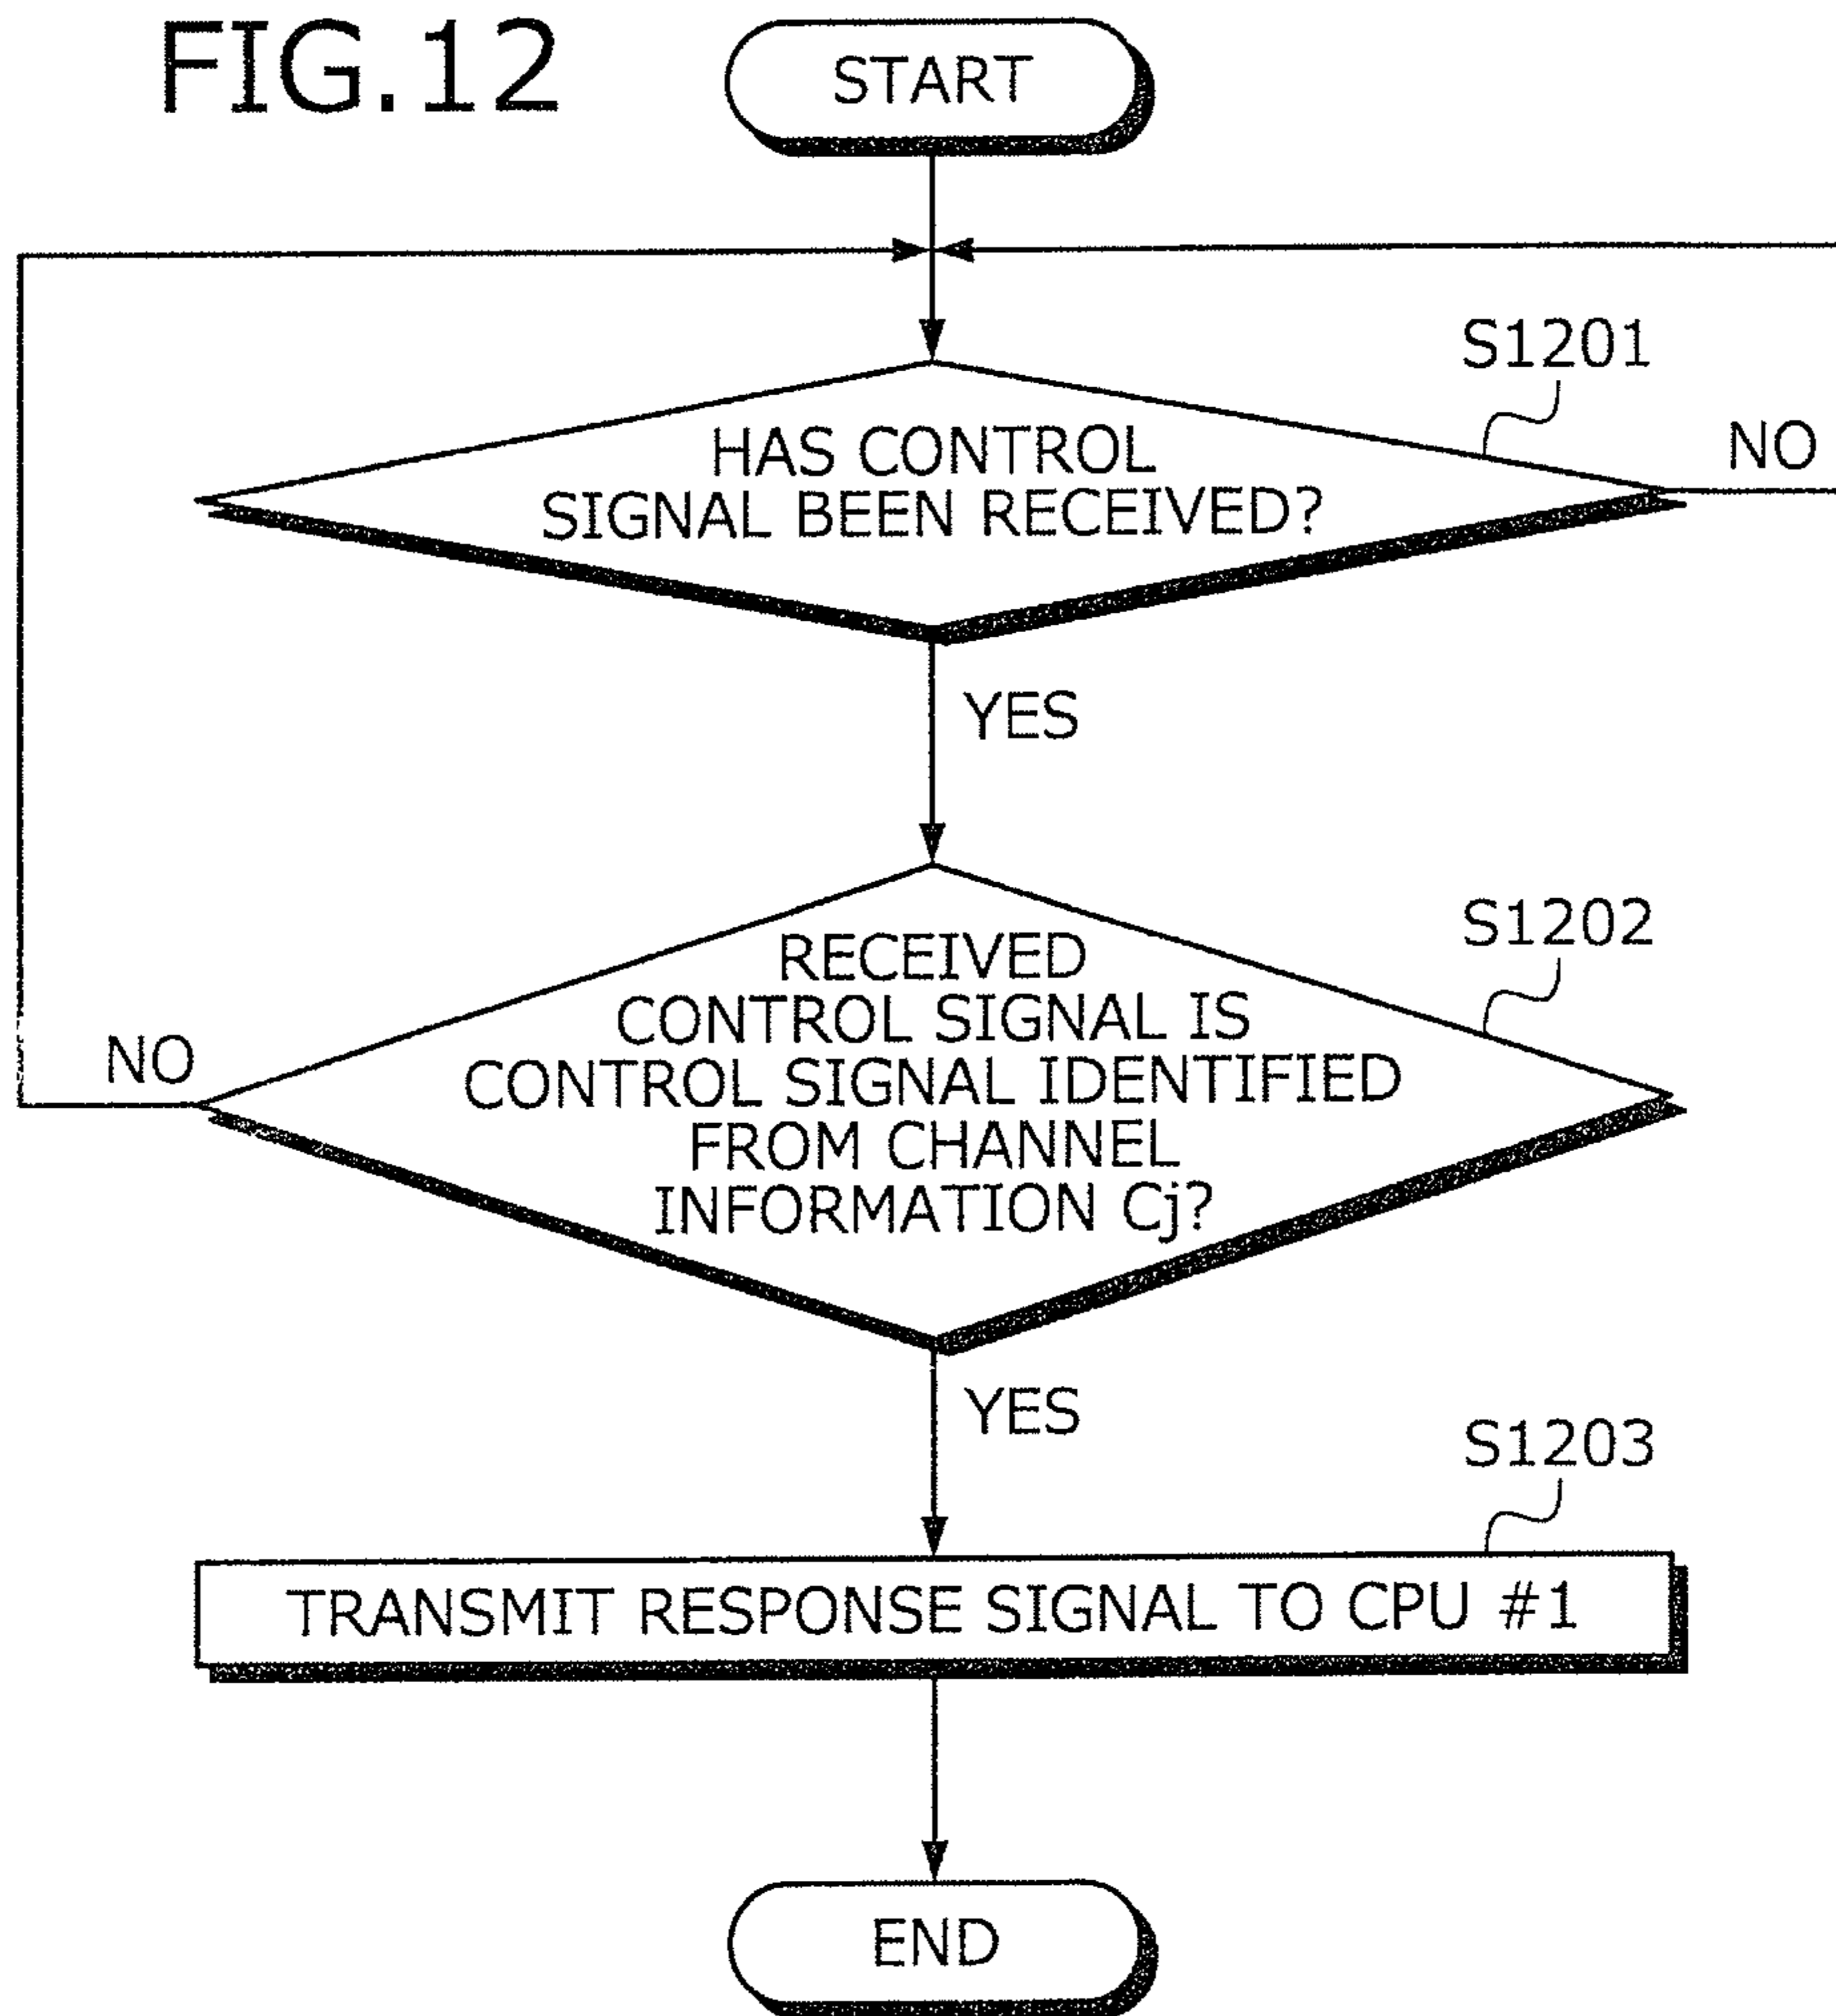 FIG.12
START
S1201
HAS CONTROL
SIGNAL BEEN RECEIVED?
NO
YES
S1202
RECEIVED
CONTROL SIGNAL IS
CONTROL SIGNAL IDENTIFIED
FROM CHANNEL
INFORMATION Cj?
NO
YES
S1203
TRANSMIT RESPONSE SIGNAL TO CPU #1
END